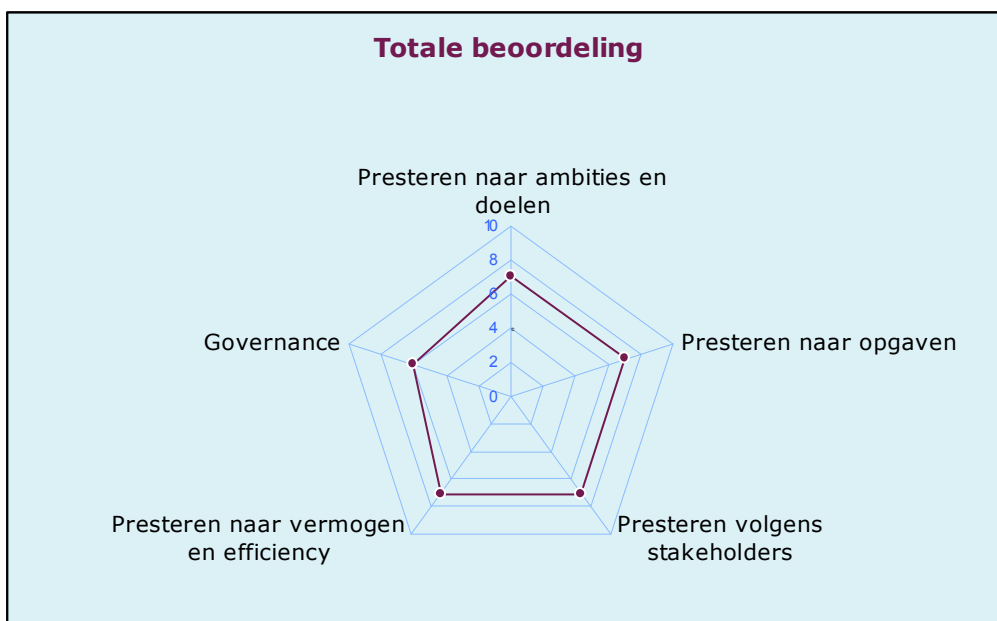 Totale beoordeling
Presteren naar ambities en
doelen
10
8
6
4
2
0
Governance
Presteren naar opgaven
Presteren naar vermogen
en efficiency
Presteren volgens
stakeholders